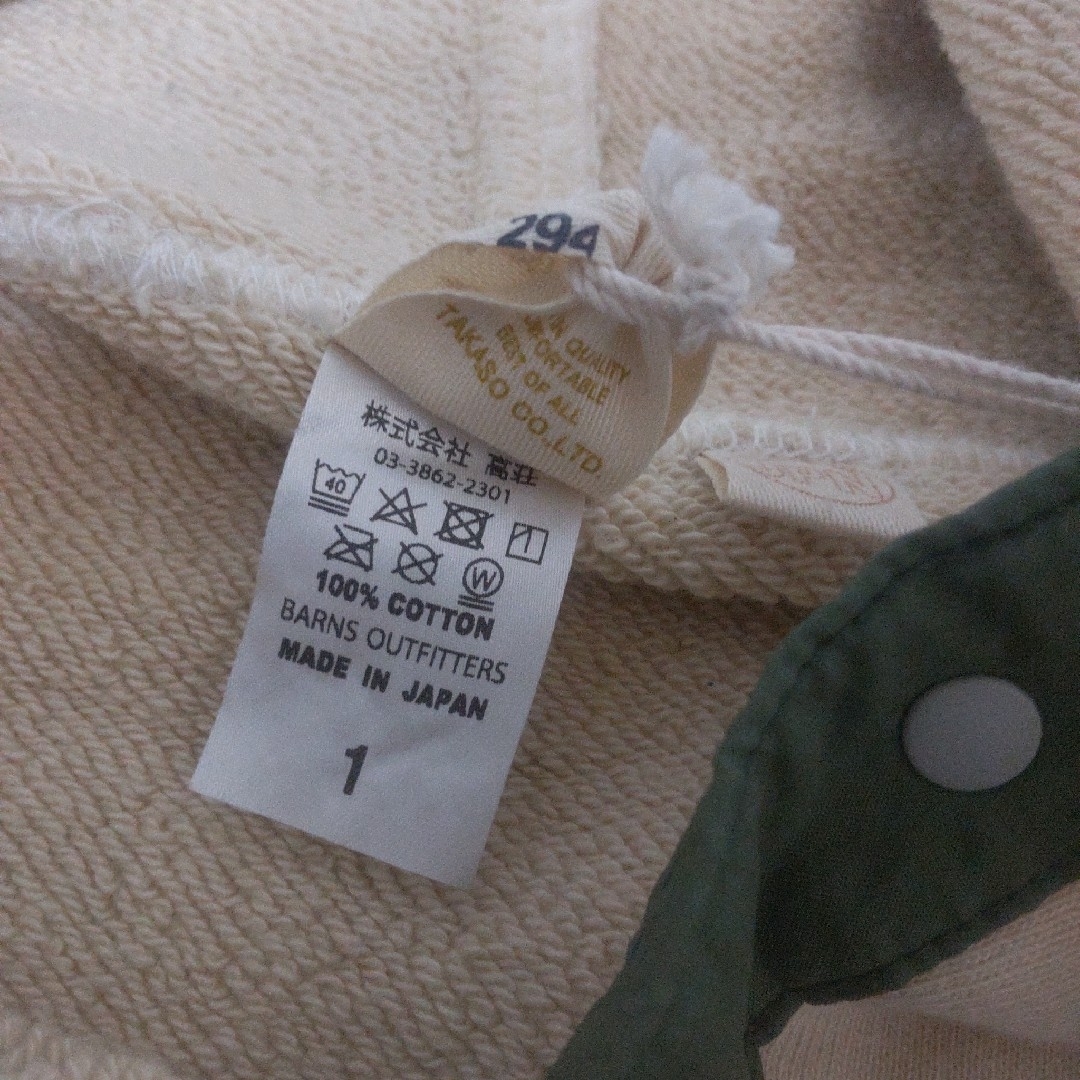 294
QUALITY
BEST OF ALL
TAKASO CO.,LTD
株式会社 髙荘
03-3862-2301
40
W
100% COTTON
BARNS OUTFITTERS
MADE IN JAPAN
1